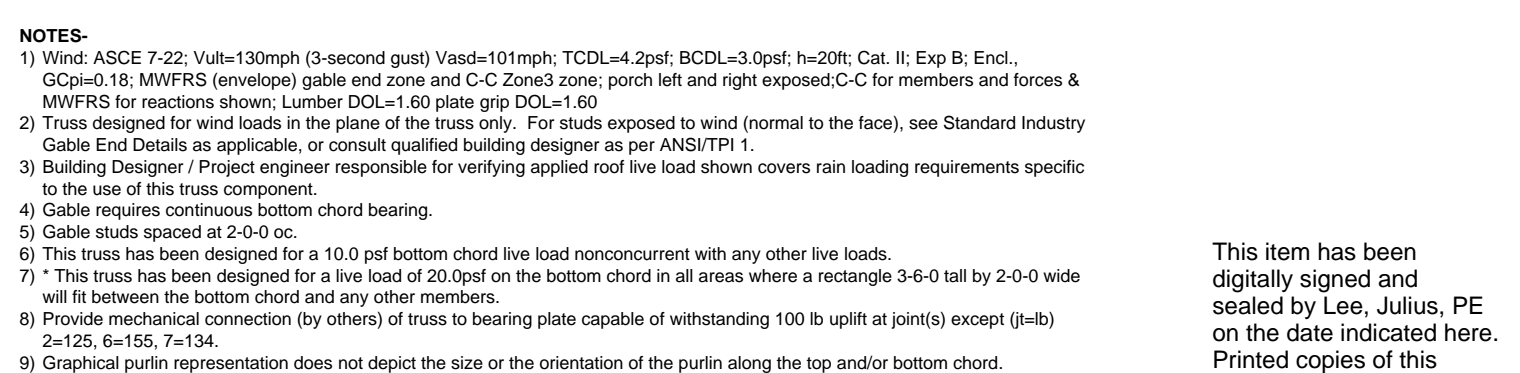 NOTES-
1) Wind: ASCE 7-22; Vult=130mph (3-second gust) Vasd=101mph; TCDL=4.2psf; BCDL=3.0psf; h=20ft; Cat. II; Exp B; Encl.,
GCpi=0.18; MWFRS (envelope) gable end zone and C-C Zone3 zone; porch left and right exposed;C-C for members and forces &
MWFRS for reactions shown; Lumber DOL=1.60 plate grip DOL=1.60
2) Truss designed for wind loads in the plane of the truss only. For studs exposed to wind (normal to the face), see Standard Industry
Gable End Details as applicable, or consult qualified building designer as per ANSI/TPI 1.
3) Building Designer / Project engineer responsible for verifying applied roof live load shown covers rain loading requirements specific
to the use of this truss component.
4) Gable requires continuous bottom chord bearing.
5) Gable studs spaced at 2-0-0 oc.
6) This truss has been designed for a 10.0 psf bottom chord live load nonconcurrent with any other live loads.
7) * This truss has been designed for a live load of 20.0psf on the bottom chord in all areas where a rectangle 3-6-0 tall by 2-0-0 wide
will fit between the bottom chord and any other members.
8) Provide mechanical connection (by others) of truss to bearing plate capable of withstanding 100 lb uplift at joint(s) except (jt=lb)
2=125, 6=155, 7=134.
9) Graphical purlin representation does not depict the size or the orientation of the purlin along the top and/or bottom chord.
This item has been
digitally signed and
sealed by Lee, Julius, PE
on the date indicated here.
Printed copies of this